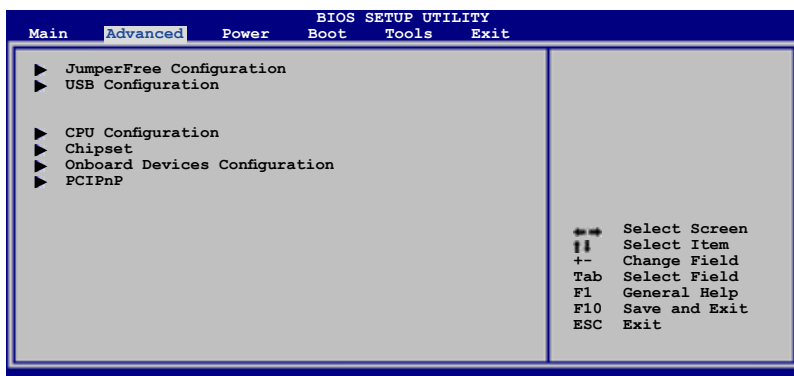 BIOS SETUP UTILITY
Main Advanced Power Boot Tools Exit
JumperFree Configuration
USB Configuration
CPU Configuration
Chipset
Onboard Devices Configuration
PCIPnP
Select Screen
Select Item
+- Change Field
Tab Select Field
F1 General Help
F10 Save and Exit
ESC Exit